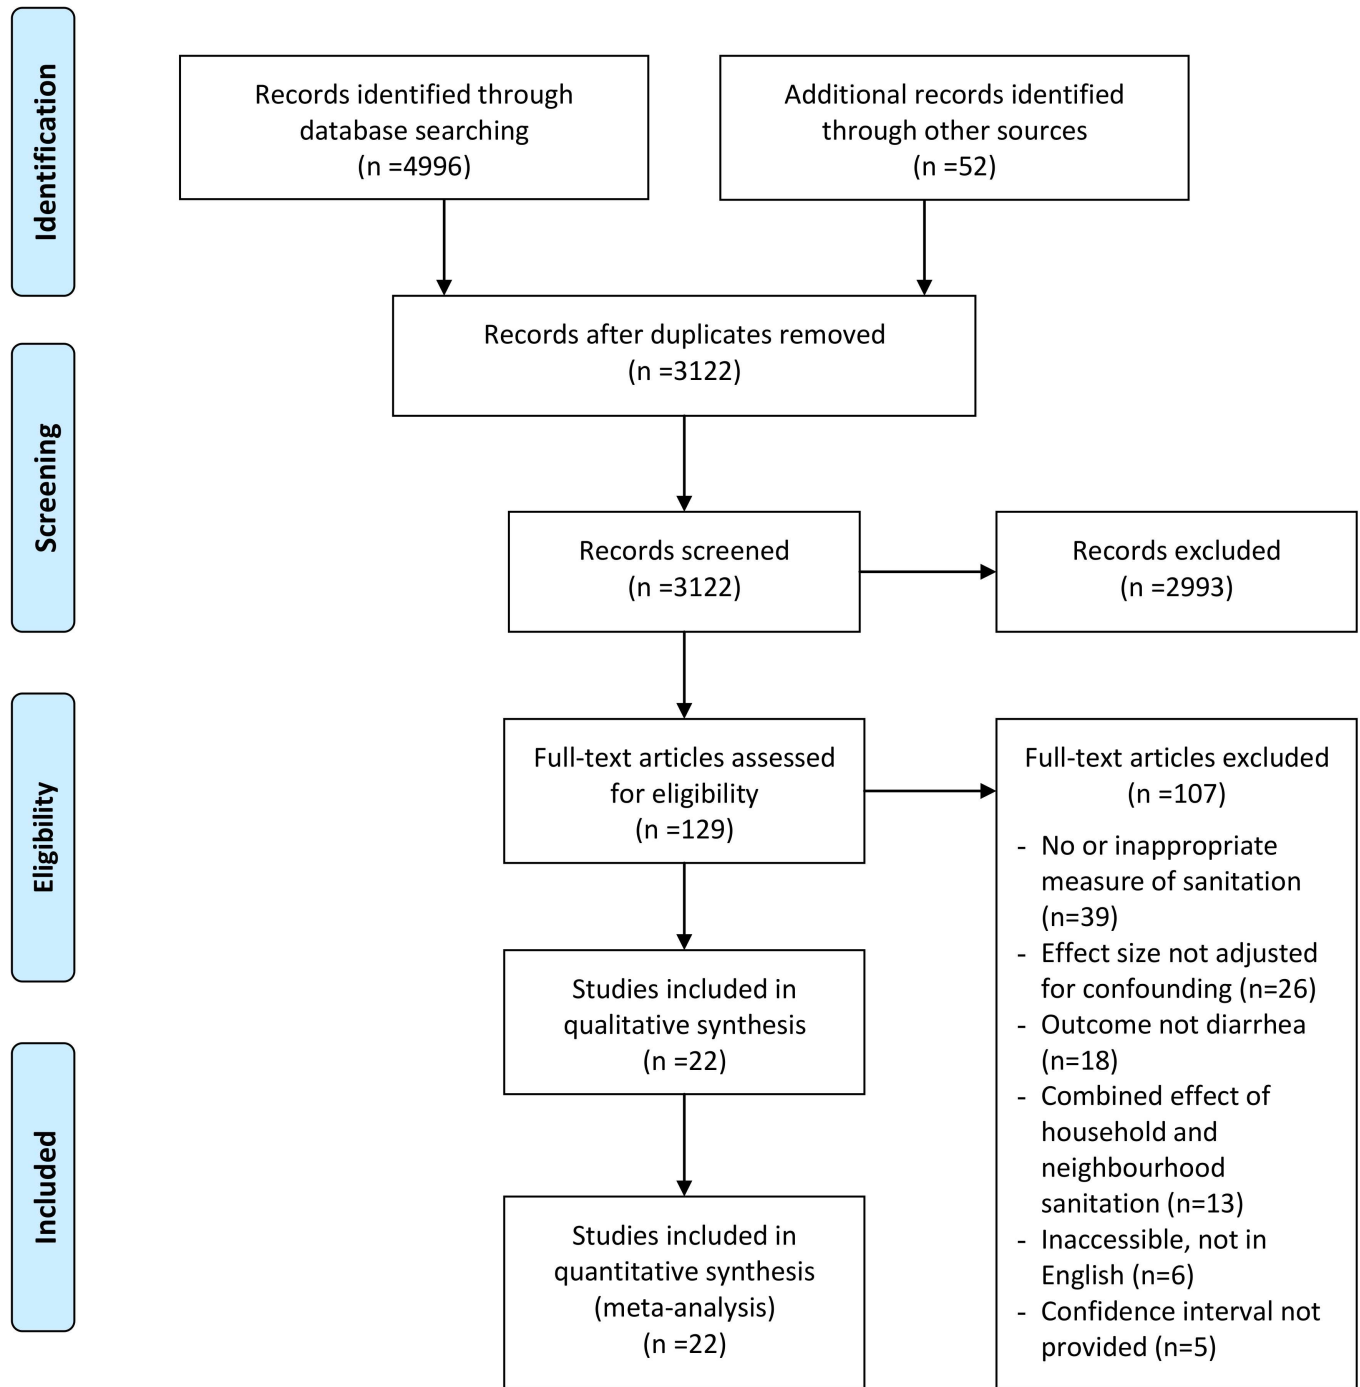 Identification
Records identified through
database searching
(n =4996)
Additional records identified
through other sources
(n =52)
Records after duplicates removed
(n =3122)
Screening
Records screened
(n =3122)
Records excluded
(n =2993)
Eligibility
Full-text articles assessed
for eligibility
(n =129)
Full-text articles excluded
(n =107)
- No or inappropriate
measure of sanitation
(n=39)
- Effect size not adjusted
for confounding (n=26)
- Outcome not diarrhea
(n=18)
- Combined effect of
household and
neighbourhood
sanitation (n=13)
- Inaccessible, not in
English (n=6)
- Confidence interval not
provided (n=5)
Studies included in
qualitative synthesis
(n =22)
Included
Studies included in
quantitative synthesis
(meta-analysis)
(n =22)